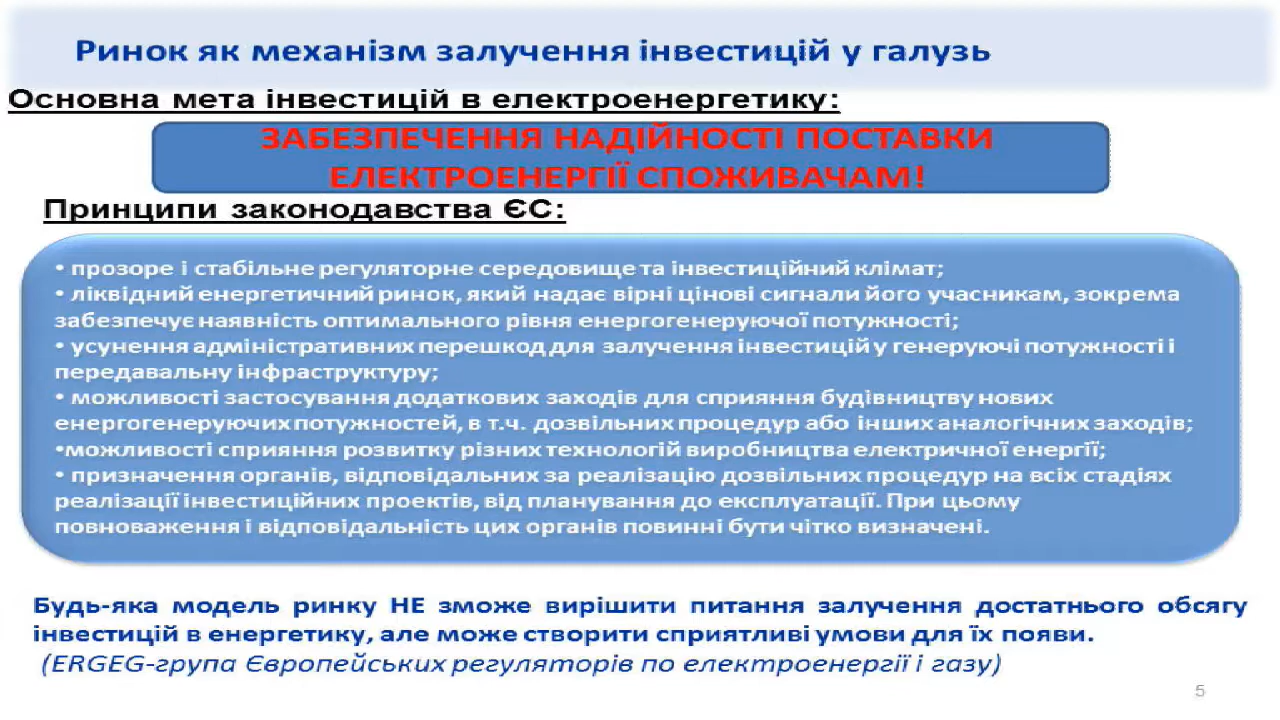 Ринок як механізм залучення інвестицій у галузь
Основна мета інвестицій в електроенергетику:
ЗАБЕЗПЕЧЕННЯ НАДІЙНОСТІ ПОСТАВКИ
ЕЛЕКТРОЕНЕРГІЇ СПОЖИВАЧАМ!
Принципи законодавства ЄС:
• прозоре і стабільне регуляторне середовище та інвестиційний клімат;
• ліквідний енергетичний ринок, який надає вірні цінові сигнали його учасникам, зокрема
забезпечує наявність оптимального рівня енергогенеруючої потужності;
• усунення адміністративних перешкод для залучення інвестицій у генеруючі потужності і
передавальну інфраструктуру;
• можливості застосування додаткових заходів для сприяння будівництву нових
енергогенеруючих потужностей, в т.ч. дозвільних процедур або інших аналогічних заходів;
•можливості сприяння розвитку різних технологій виробництва електричної енергії;
• призначення органів, відповідальних за реалізацію дозвільних процедур на всіх стадіях
реалізації інвестиційних проектів, від планування до експлуатації. При цьому
повноваження і відповідальність цих органів повинні бути чітко визначені.
Будь-яка модель ринку НЕ зможе вирішити питання залучення достатнього обсягу
інвестицій в енергетику, але може створити сприятливі умови для їх появи.
(ERGEG-група Європейських регуляторів по електроенергії і газу)
5